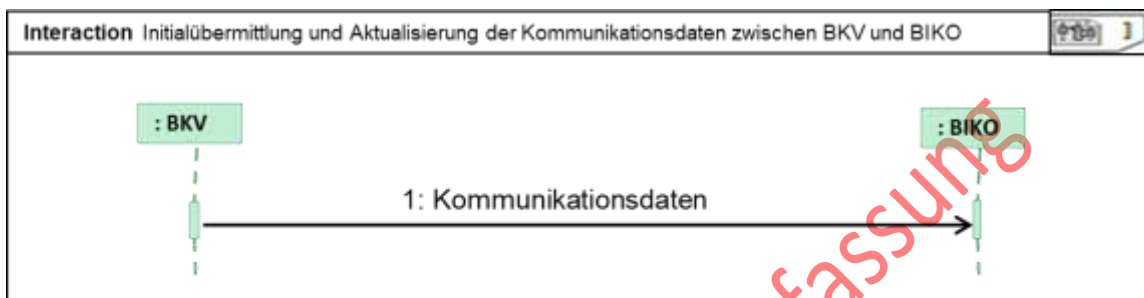 Interaction Initialübermittlung und Aktualisierung der Kommunikationsdaten zwischen BKV und BIKO
: BKV
: BIKO
1: Kommunikationsdaten
fassung